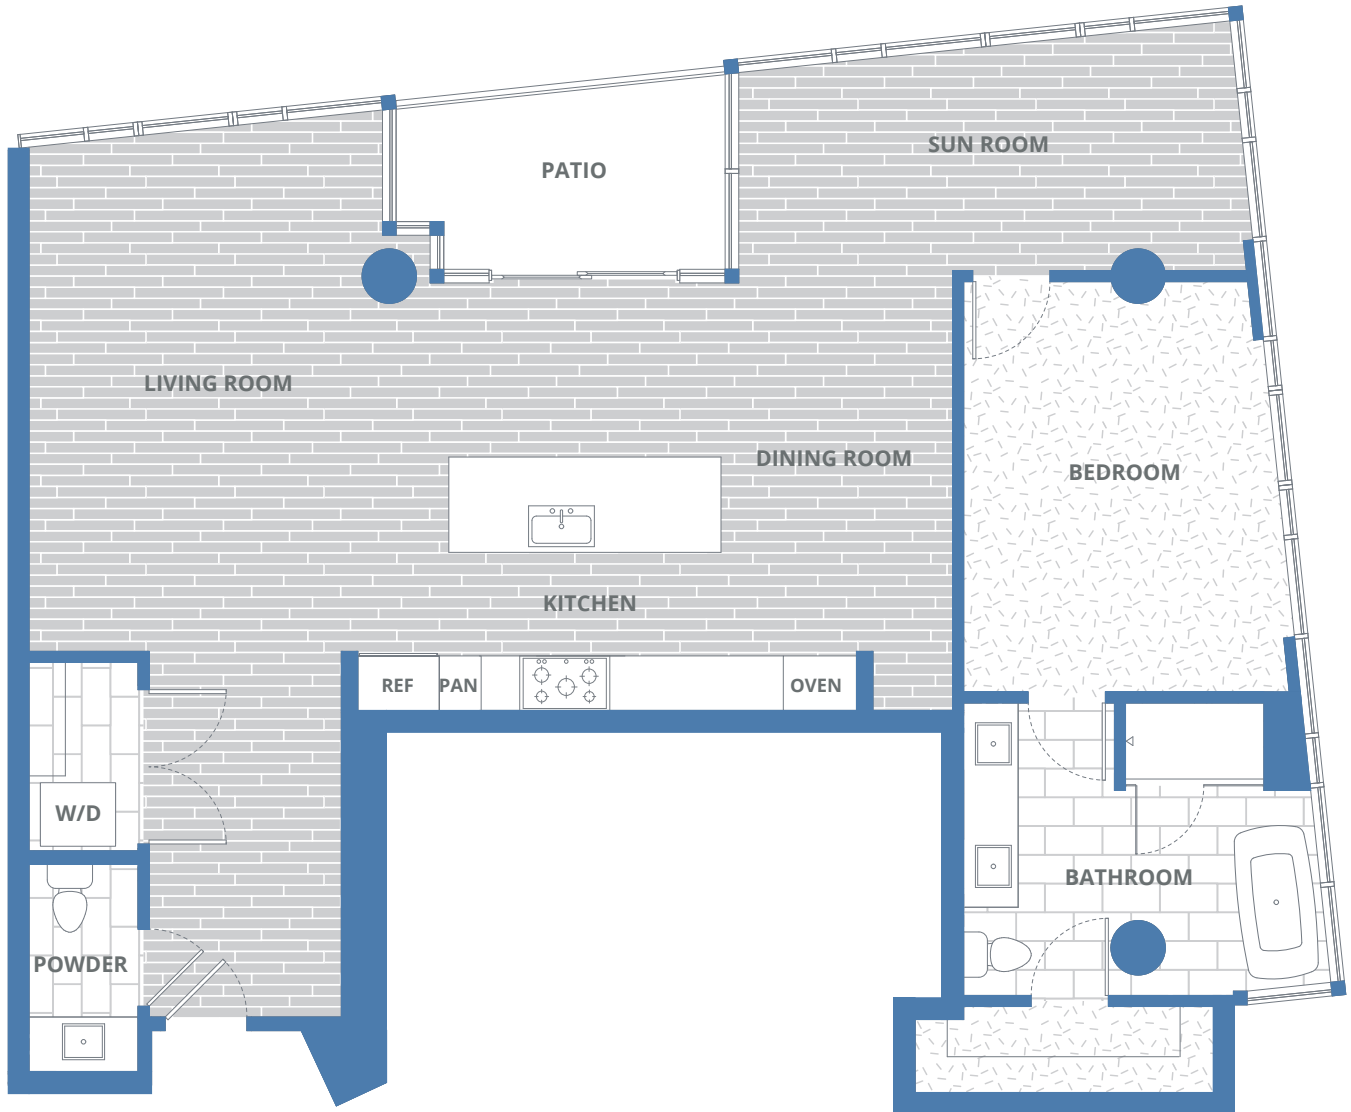 SUN ROOM
PATIO
LIVING ROOM
DINING ROOM
BEDROOM
KITCHEN
REF
PAN
OVEN
W/D
BATHROOM
POWDER